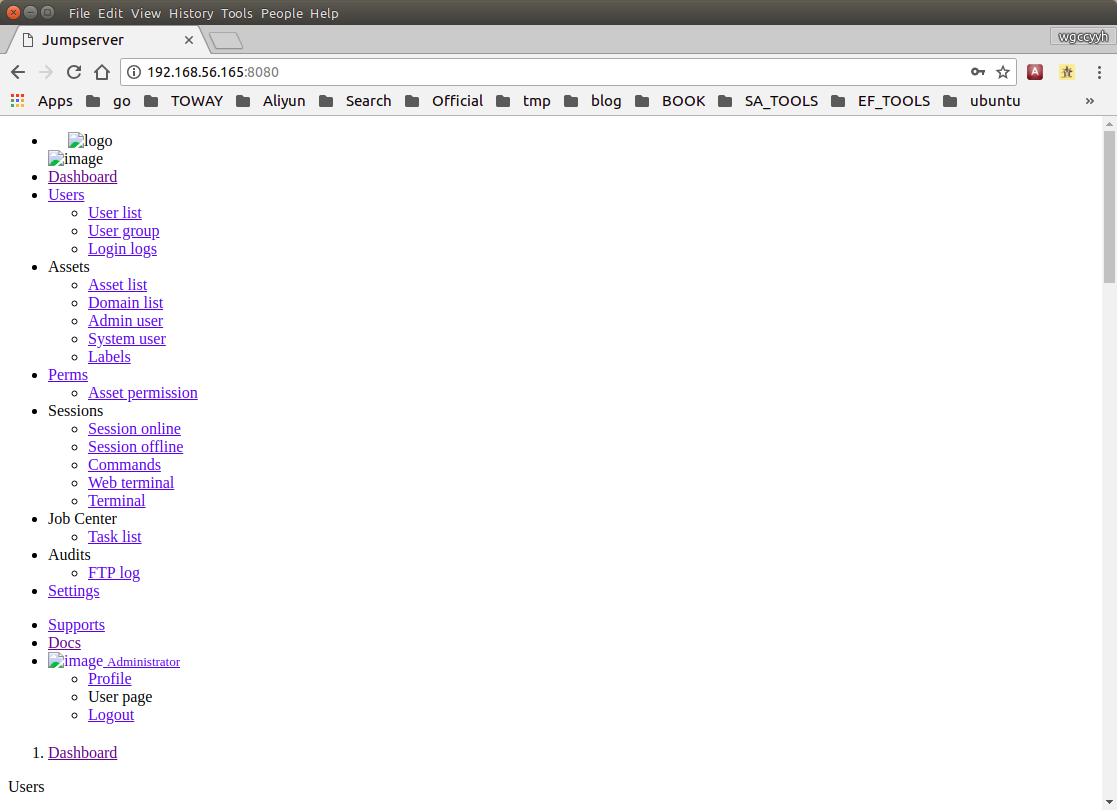 File Edit View History Tools People Help
Jumpserver
wgccyyh
192.168.56.165:8080
A
Apps go TOWAY Aliyun Search Official tmp blog BOOK SA_TOOLS EF_TOOLS ubuntu »
logo
image
Dashboard
Users
User list
User group
Login logs
Assets
Asset list
Domain list
Admin user
System user
Labels
Perms
Asset permission
Sessions
Session online
Session offline
Commands
Web terminal
Terminal
Job Center
Task list
Audits
FTP log
Settings
Supports
Docs
image Administrator
Profile
User page
Logout
1. Dashboard
Users